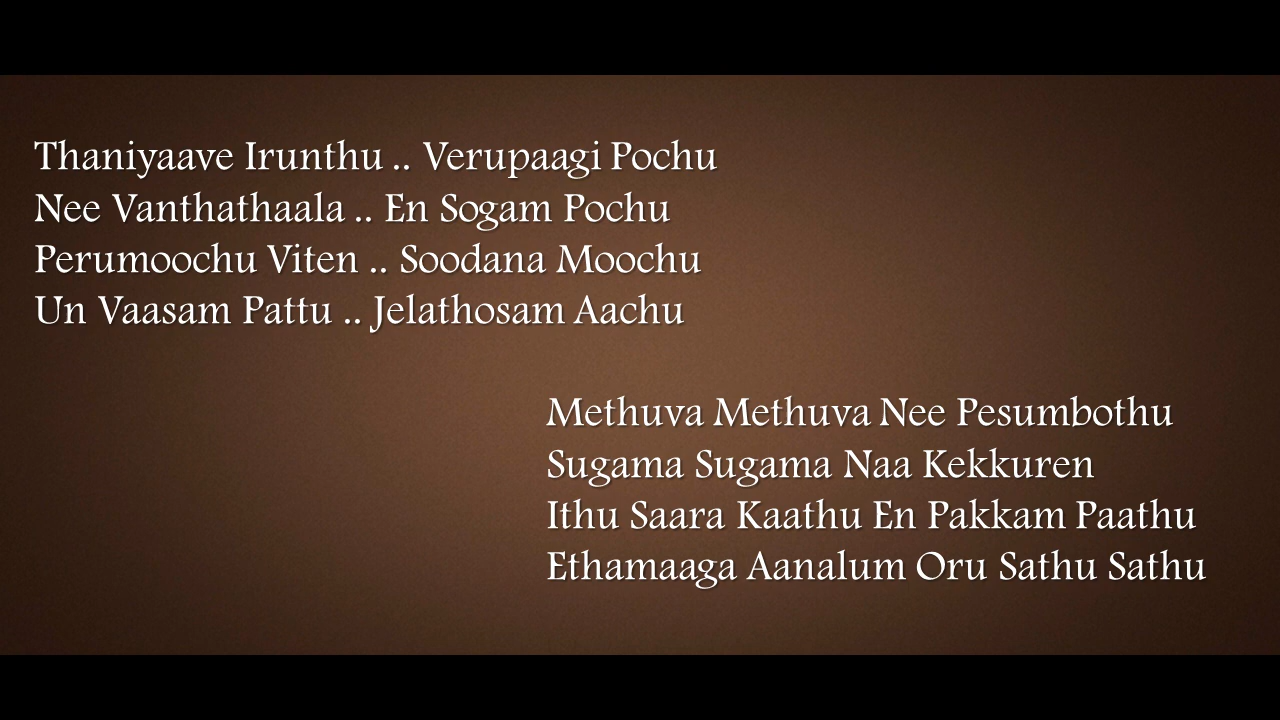 Thaniyaave Irunthu .. Verupaagi Pochu
Nee Vanthathaala .. En Sogam Pochu
Perumoochu Viten .. Soodana Moochu
Un Vaasam Pattu .. Jelathosam Aachu
Methuva Methuva Nee Pesumbothu
Sugama Sugama Naa Kekkuren
Ithu Saara Kaathu En Pakkam Paathu
Ethamaaga Aanalum Oru Sathu Sathu